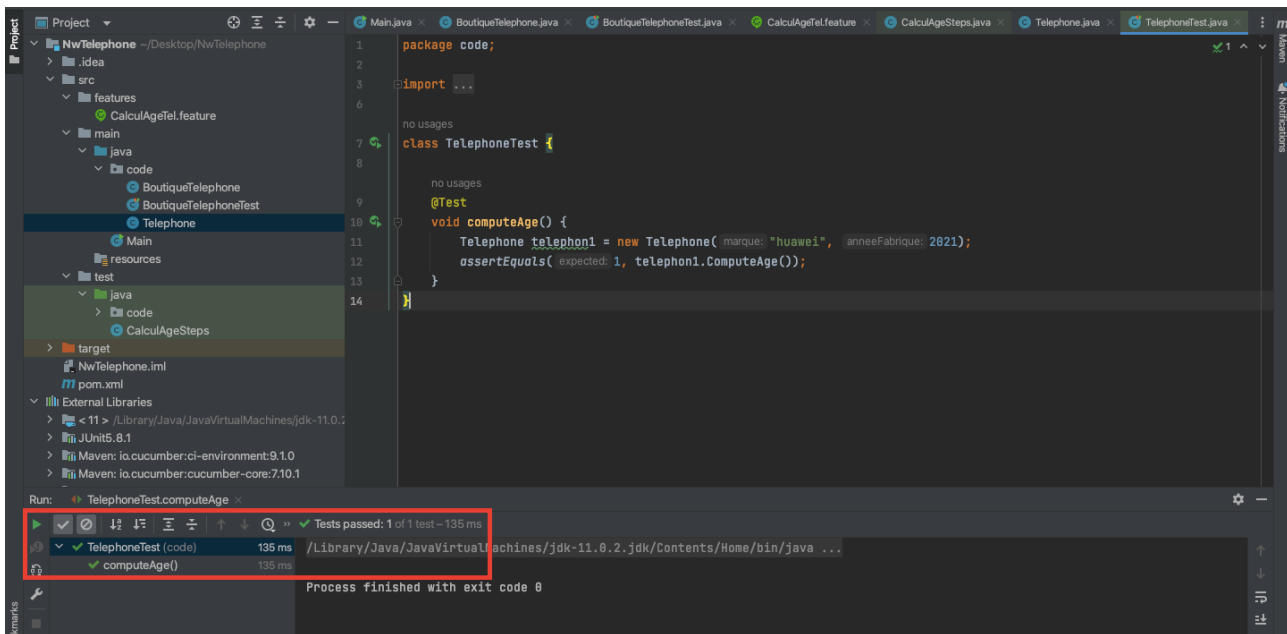 Project
Main.java
BoutiqueTelephone.java
BoutiqueTelephoneTest.java
CalculAgeTel.feature
CalculAgeSteps.java
Telephone.java
TelephoneTest.java
m
Project
Maven
Notifications
NwTelephone ~/Desktop/NwTelephone
.idea
src
features
CalculAgeTel.feature
main
java
code
BoutiqueTelephone
BoutiqueTelephoneTest
Telephone
Main
resources
test
java
code
CalculAgeSteps
target
NwTelephone.iml
pom.xml
External Libraries
< 11 > /Library/Java/JavaVirtualMachines/jdk-11.0.2
JUnit5.8.1
Maven: io.cucumber:ci-environment:9.1.0
Maven: io.cucumber:cucumber-core:7.10.1
1 package code;
1
2
3 import ...
6
no usages
7 class TelephoneTest {
8
no usages
9 @Test
10 void computeAge() {
11 Telephone telephon1 = new Telephone( marque: "huawei", anneeFabrique: 2021);
12 assertEquals( expected: 1, telephon1.ComputeAge());
13 }
14 }
Run: TelephoneTest.computeAge
Tests passed: 1 of 1 test – 135 ms
TelephoneTest (code) 135 ms
/Library/Java/JavaVirtualMachines/jdk-11.0.2.jdk/Contents/Home/bin/java ...
computeAge() 135 ms
Process finished with exit code 0
kmarks